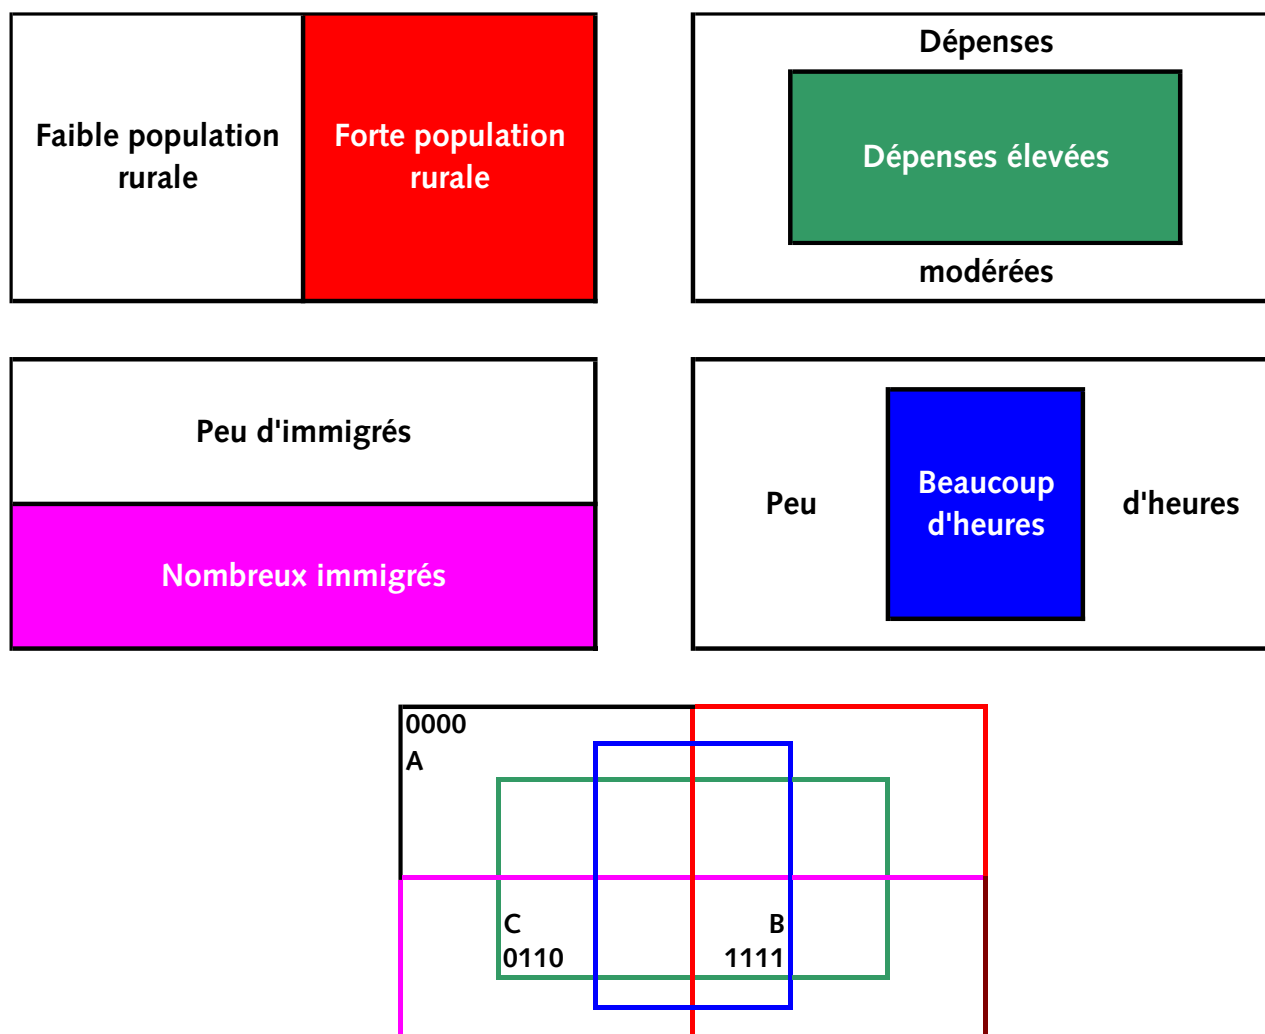 Faible population
rurale
Forte population
rurale
Dépenses
Dépenses élevées
modérées
Peu d'immigrés
Nombreux immigrés
Peu
Beaucoup
d'heures
d'heures
0000
A
C
0110
B
1111